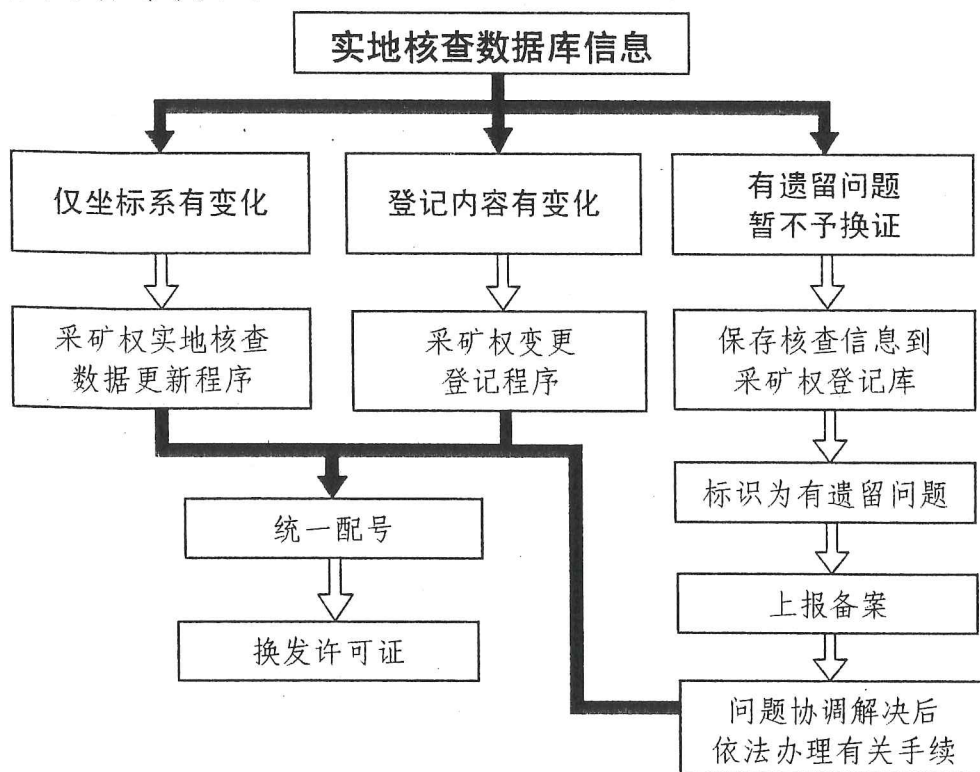 实地核查数据库信息
仅坐标系有变化
登记内容有变化
有遗留问题
暂不予换证
采矿权实地核查
数据更新程序
采矿权变更
登记程序
保存核查信息到
采矿权登记库
标识为有遗留问题
统一配号
上报备案
换发许可证
问题协调解决后
依法办理有关手续